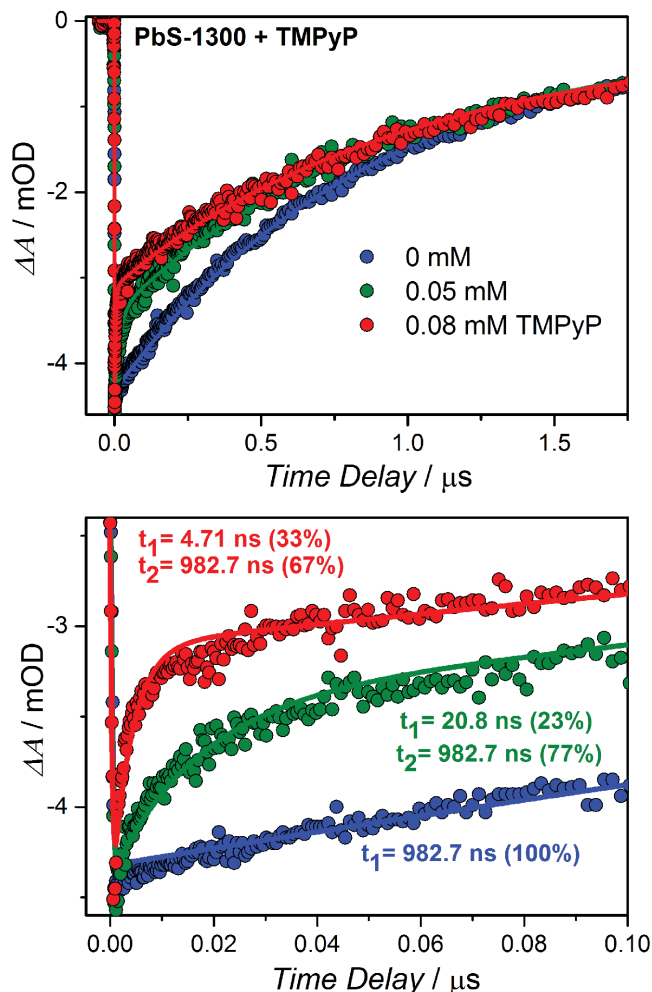 PbS-1300 + TMPyP
0
-2
-4
ΔA / mOD
0 mM
0.05 mM
0.08 mM TMPyP
0.0
0.5
1.0
1.5
Time Delay / μs
t1= 4.71 ns (33%)
t2= 982.7 ns (67%)
-3
-4
ΔA / mOD
t1= 20.8 ns (23%)
t2= 982.7 ns (77%)
t1= 982.7 ns (100%)
0.00
0.02
0.04
0.06
0.08
0.10
Time Delay / μs